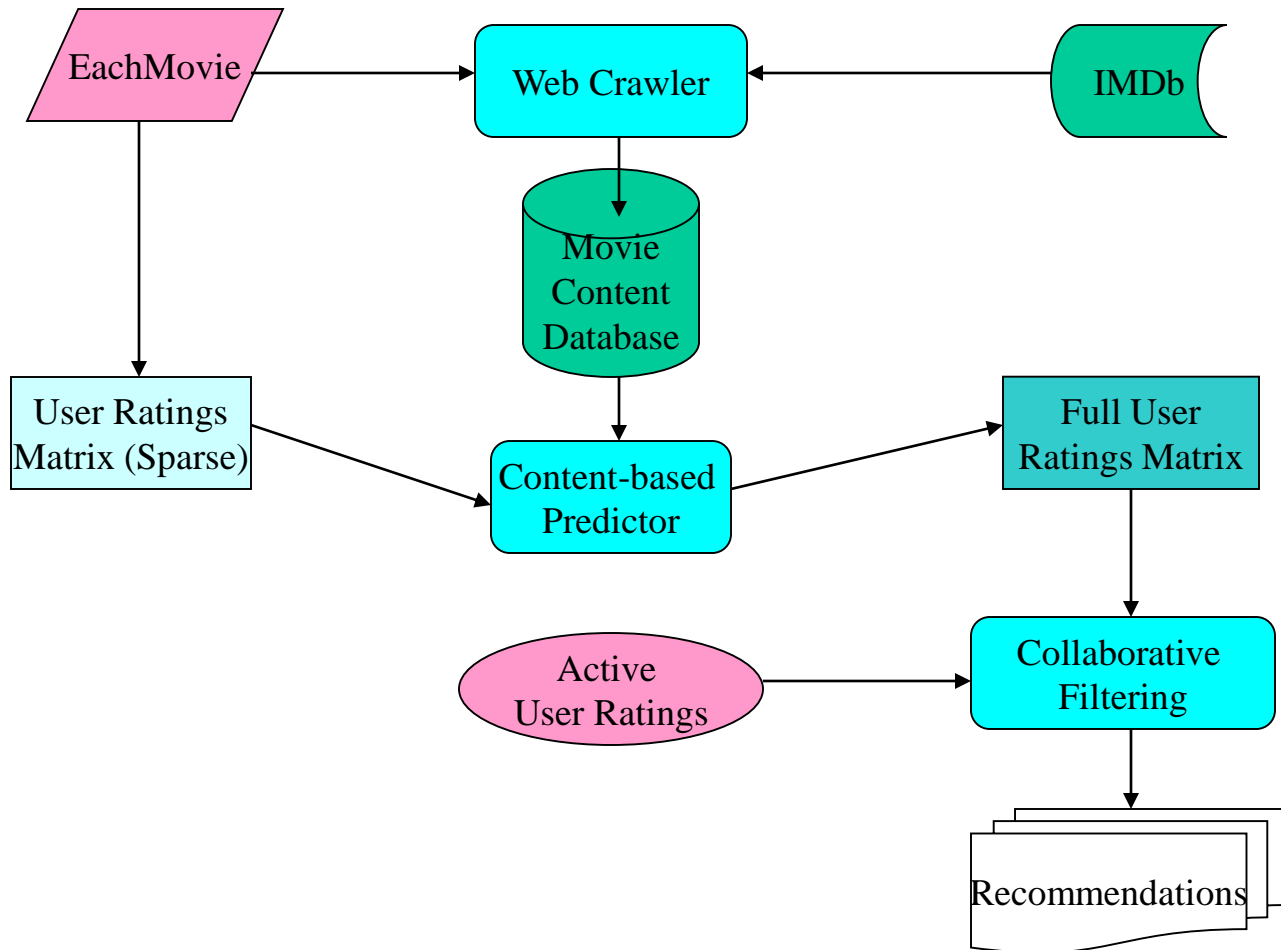 EachMovie
Web Crawler
IMDb
Movie
Content
Database
User Ratings
Matrix (Sparse)
Full User
Ratings Matrix
Content-based
Predictor
Active
User Ratings
Collaborative
Filtering
Recommendations